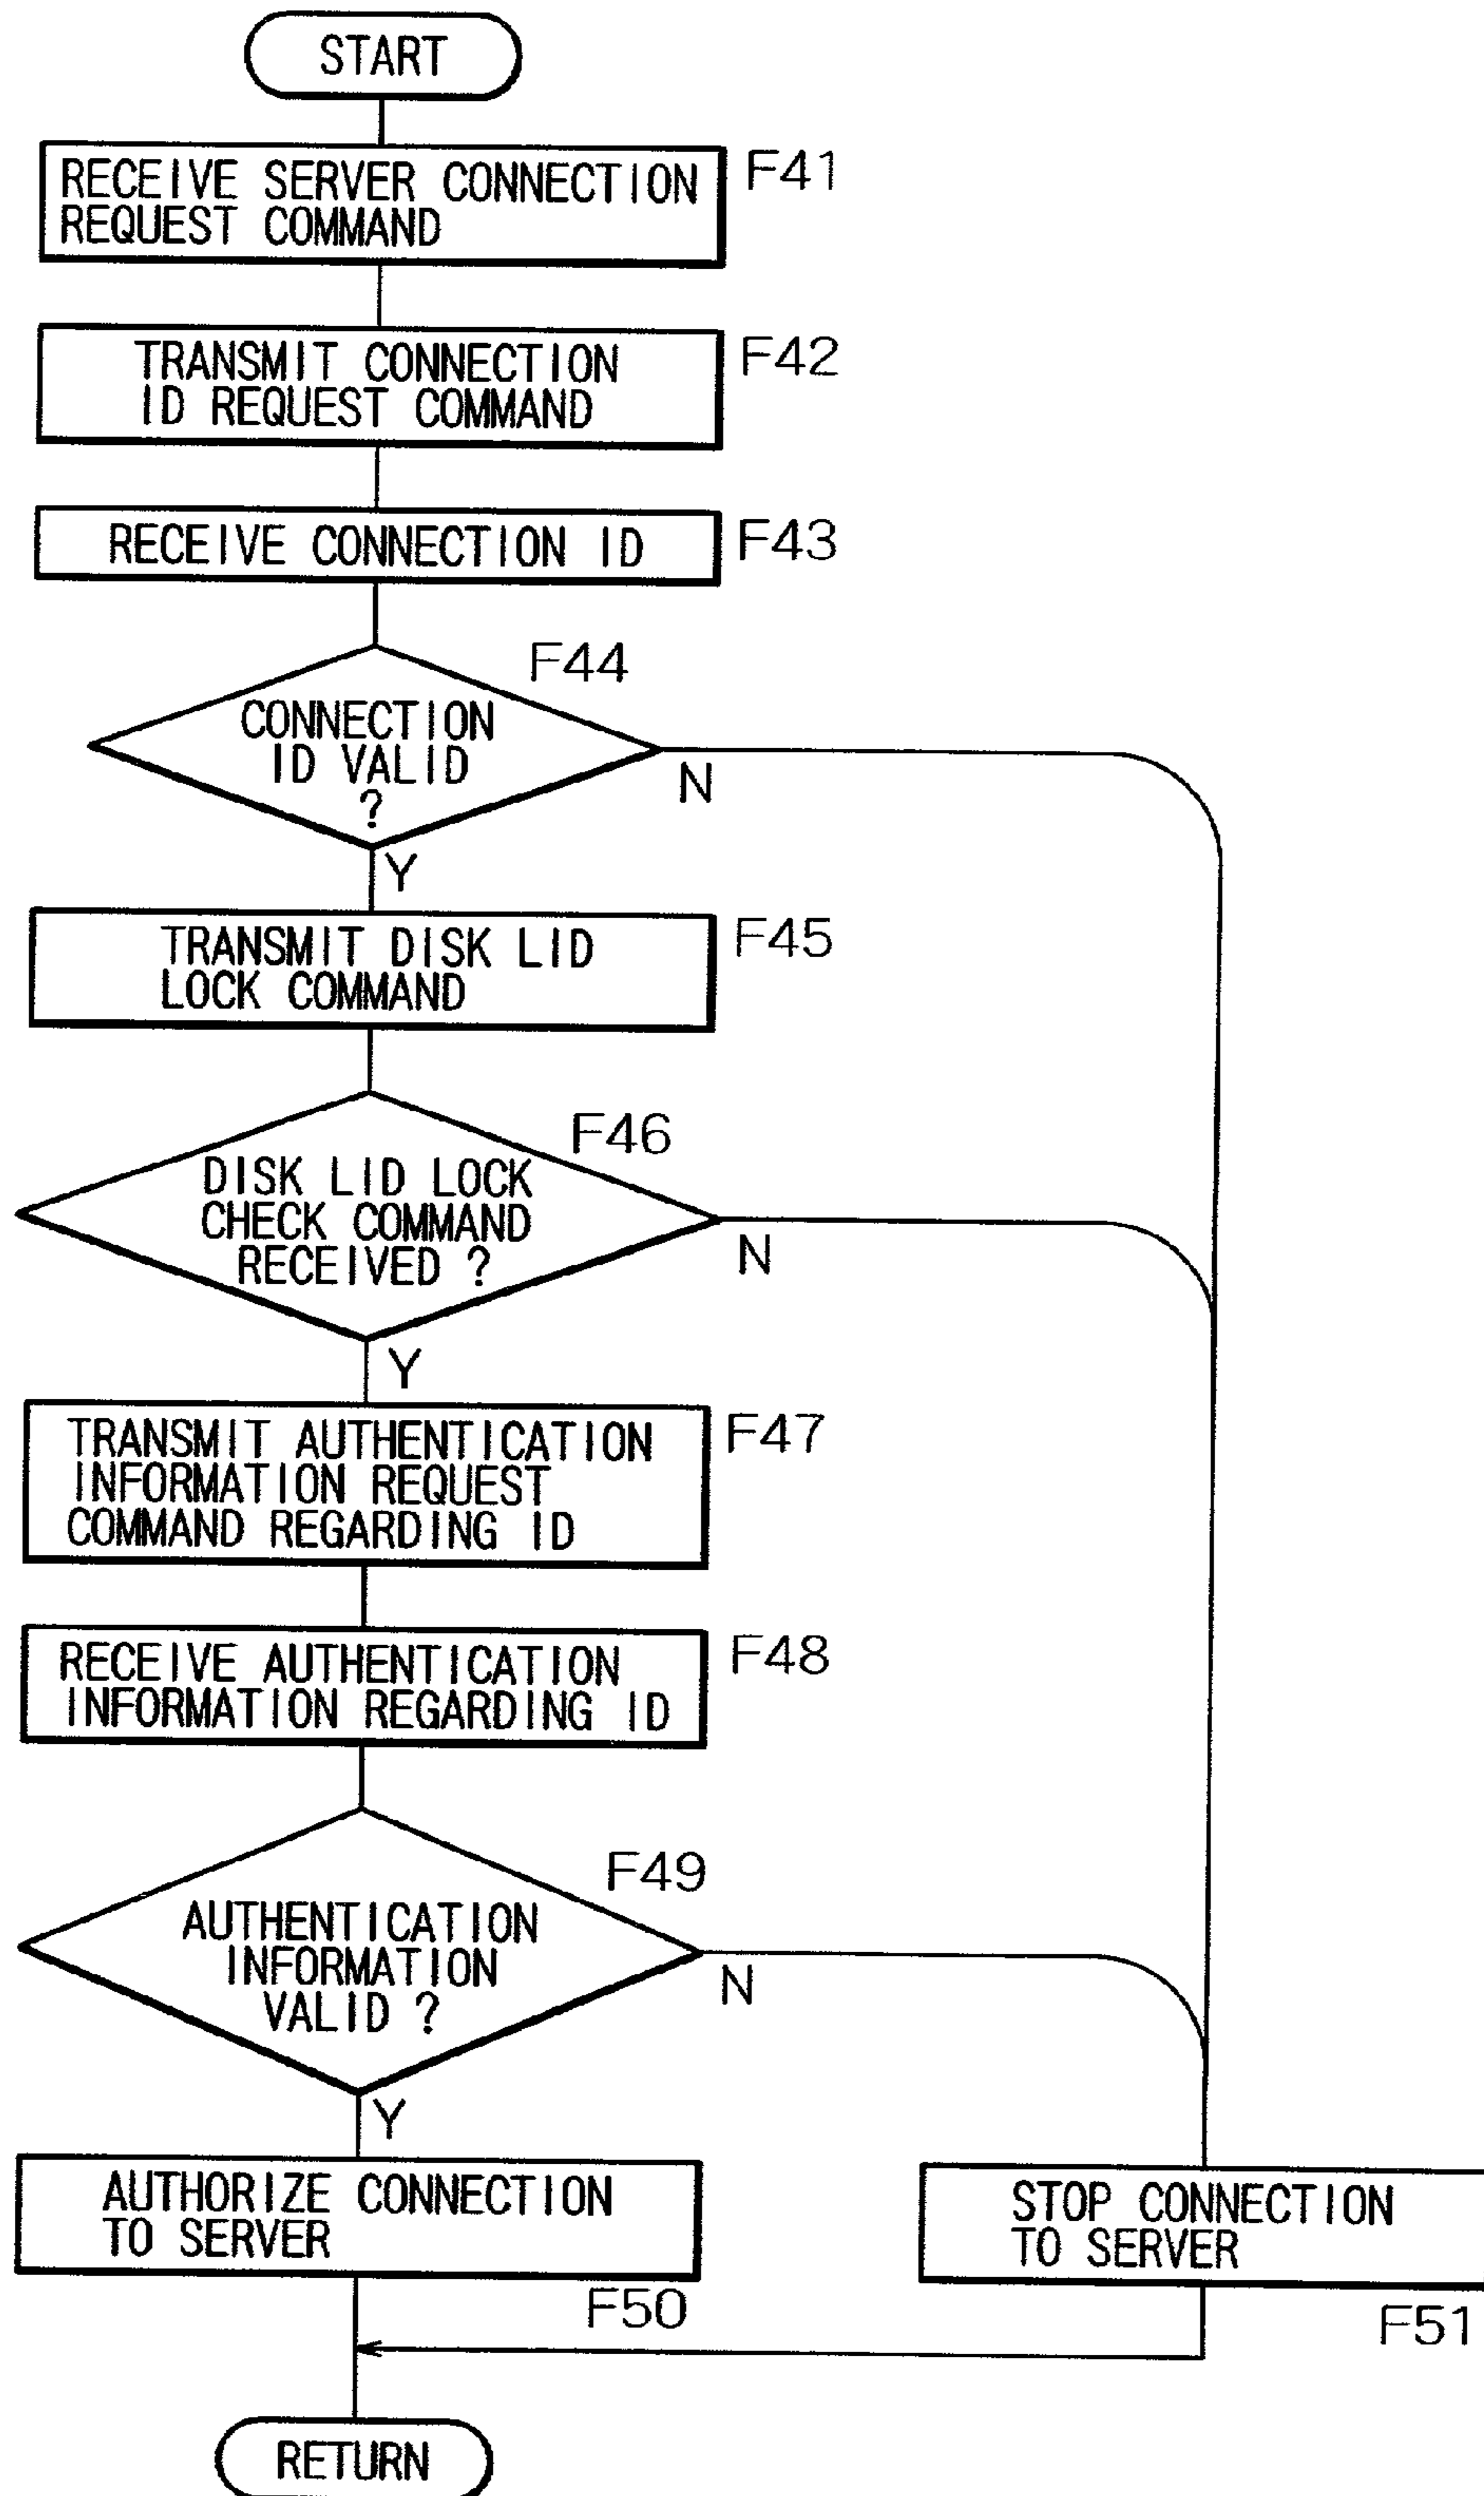 START
RECEIVE SERVER CONNECTION
REQUEST COMMAND
F41
TRANSMIT CONNECTION
ID REQUEST COMMAND
F42
RECEIVE CONNECTION ID
F43
F44
CONNECTION
ID VALID
?
N
Y
TRANSMIT DISK LID
LOCK COMMAND
F45
F46
DISK LID LOCK
CHECK COMMAND
RECEIVED ?
N
Y
TRANSMIT AUTHENTICATION
INFORMATION REQUEST
COMMAND REGARDING ID
F47
RECEIVE AUTHENTICATION
INFORMATION REGARDING ID
F48
F49
AUTHENTICATION
INFORMATION
VALID ?
N
Y
AUTHORIZE CONNECTION
TO SERVER
F50
STOP CONNECTION
TO SERVER
F51
RETURN